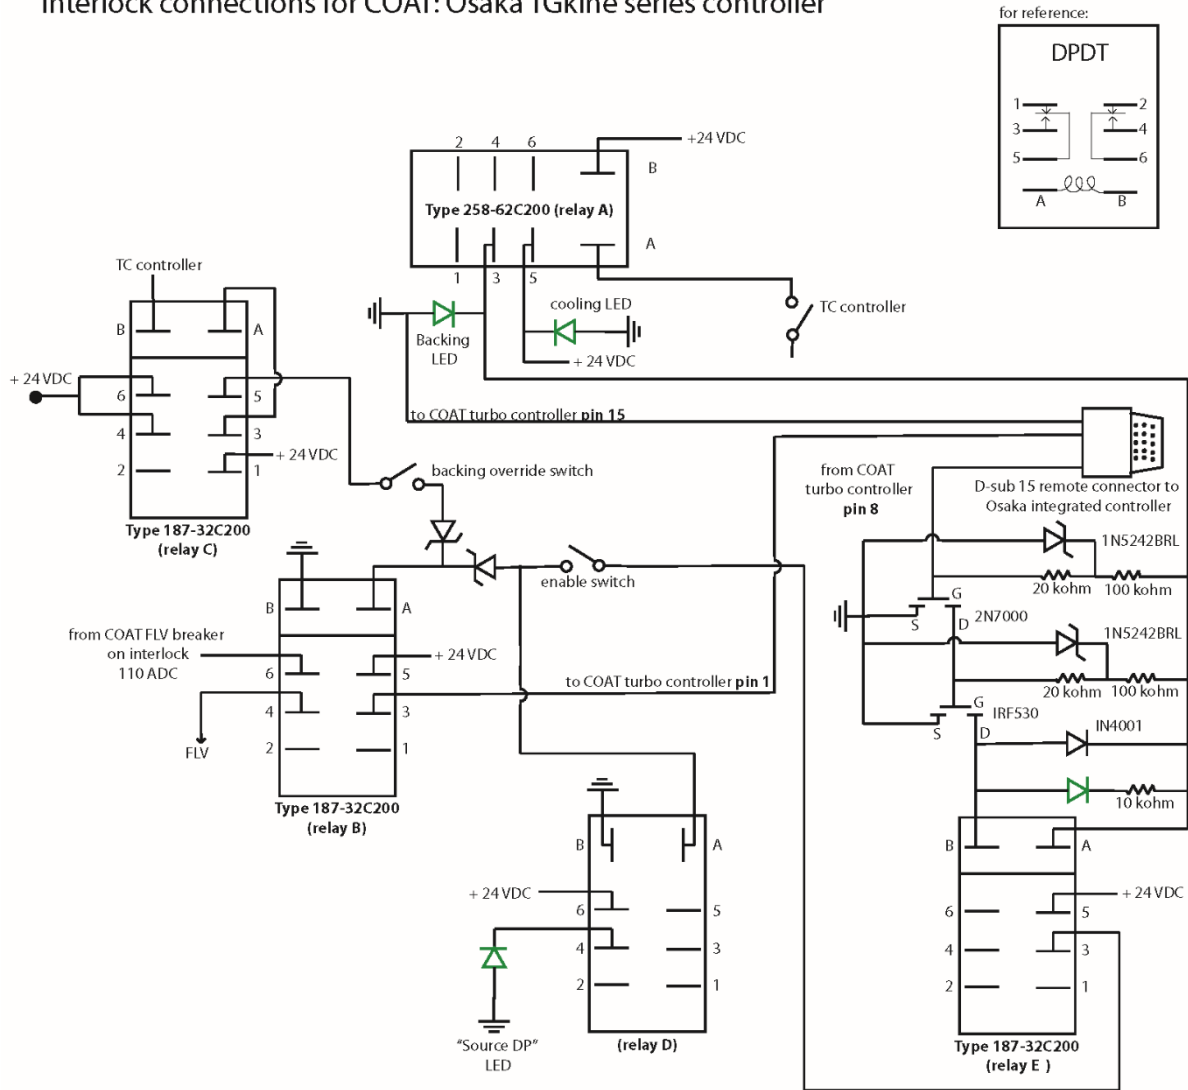 Interlock connections for COAT: Osaka TGkine series controller
for reference:
DPDT
1
2
3
4
5
6
A
B
2
4
6
+24 VDC
B
Type 258-62C200 (relay A)
A
1
3
5
TC controller
cooling LED
TC controller
B
A
Backing
LED
+ 24 VDC
+ 24 VDC
6
5
to COAT turbo controller pin 15
4
3
+ 24 VDC
2
1
backing override switch
from COAT
turbo controller
pin 8
D-sub 15 remote connector to
Osaka integrated controller
Type 187-32C200
(relay C)
1N5242BRL
enable switch
20 kohm
100 kohm
B
A
G
2N7000
S
D
from COAT FLV breaker
on interlock
110 ADC
1N5242BRL
+ 24 VDC
6
5
to COAT turbo controller pin 1
20 kohm
100 kohm
4
3
G
IRF530
S
D
IN4001
FLV
2
1
Type 187-32C200
(relay B)
10 kohm
B
A
B
A
+ 24 VDC
+ 24 VDC
6
5
6
5
4
3
4
3
2
1
2
1
"Source DP"
LED
(relay D)
Type 187-32C200
(relay E )